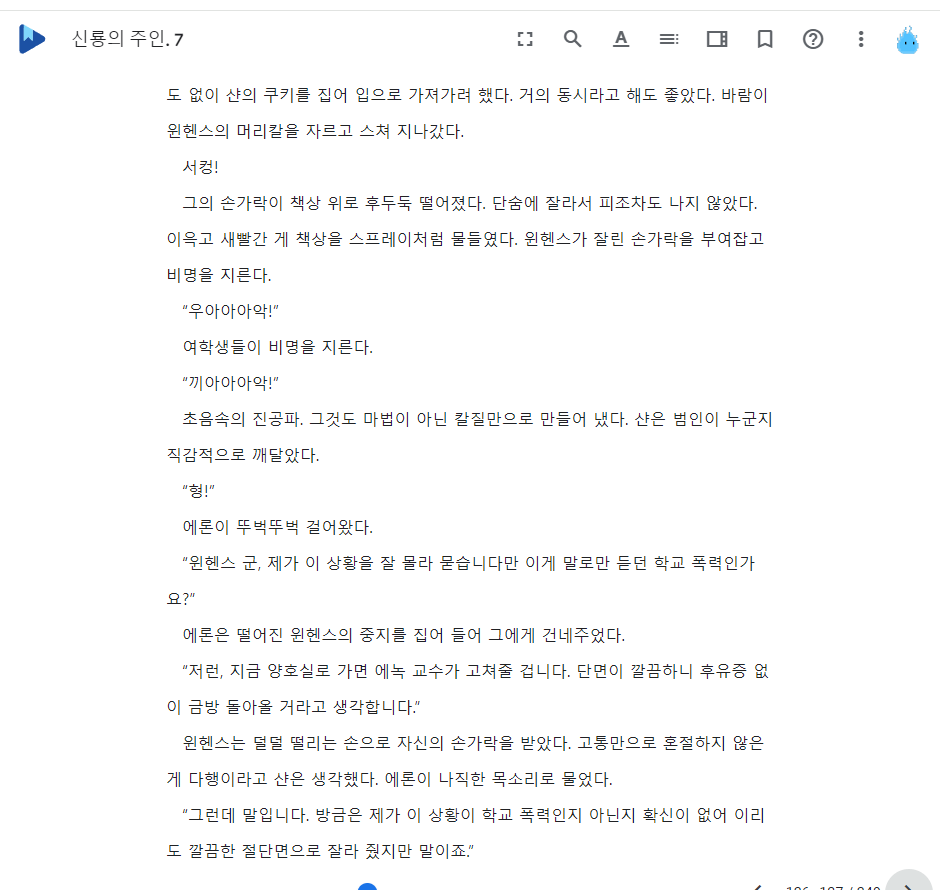 신룡의 주인. 7
도 없이 샨의 쿠키를 집어 입으로 가져가려 했다. 거의 동시라고 해도 좋았다. 바람이
윈헨스의 머리칼을 자르고 스쳐 지나갔다.
서컹!
그의 손가락이 책상 위로 후두둑 떨어졌다. 단숨에 잘라서 피조차도 나지 않았다.
이윽고 새빨간 게 책상을 스프레이처럼 물들였다. 윈헨스가 잘린 손가락을 부여잡고
비명을 지른다.
“우아아아악!”
여학생들이 비명을 지른다.
“끼아아아악!”
초음속의 진공파. 그것도 마법이 아닌 칼질만으로 만들어 냈다. 샨은 범인이 누군지
직감적으로 깨달았다.
“형!”
에론이 뚜벅뚜벅 걸어왔다.
“윈헨스 군, 제가 이 상황을 잘 몰라 묻습니다만 이게 말로만 듣던 학교 폭력인가
요?”
에론은 떨어진 윈헨스의 중지를 집어 들어 그에게 건네주었다.
“저런, 지금 양호실로 가면 에녹 교수가 고쳐줄 겁니다. 단면이 깔끔하니 후유증 없
이 금방 돌아올 거라고 생각합니다.”
윈헨스는 덜덜 떨리는 손으로 자신의 손가락을 받았다. 고통만으로 혼절하지 않은
게 다행이라고 샨은 생각했다. 에론이 나직한 목소리로 물었다.
“그런데 말입니다. 방금은 제가 이 상황이 학교 폭력인지 아닌지 확신이 없어 이리
도 깔끔한 절단면으로 잘라 줬지만 말이죠.”